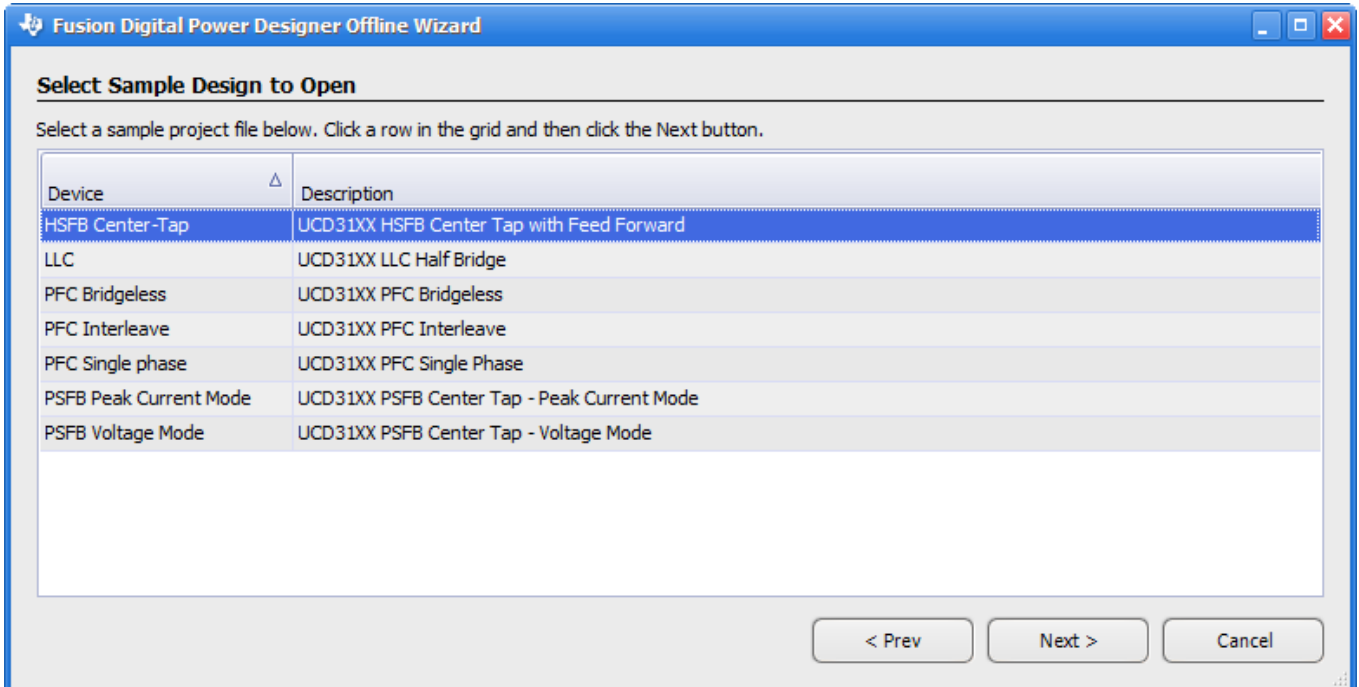 Fusion Digital Power Designer Offline Wizard
Select Sample Design to Open
Select a sample project file below. Click a row in the grid and then click the Next button.
Device Description
HSFB Center-Tap UCD31XX HSFB Center Tap with Feed Forward
LLC UCD31XX LLC Half Bridge
PFC Bridgeless UCD31XX PFC Bridgeless
PFC Interleave UCD31XX PFC Interleave
PFC Single phase UCD31XX PFC Single Phase
PSFB Peak Current Mode UCD31XX PSFB Center Tap - Peak Current Mode
PSFB Voltage Mode UCD31XX PSFB Center Tap - Voltage Mode
< Prev Next > Cancel